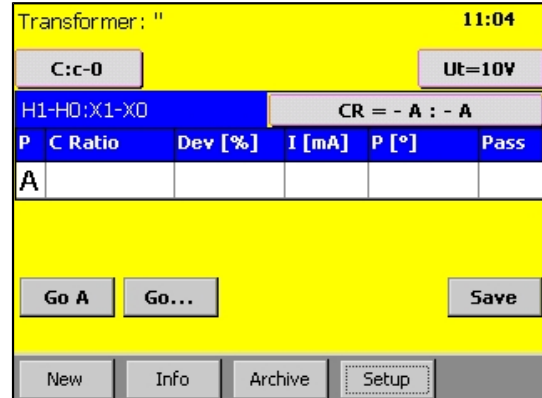 Transformer: " 11:04
C:c-0 Ut=10V
H1-H0:X1-X0 CR = - A : - A
P C Ratio Dev [%] I [mA] P [°] Pass
A
Go A Go... Save
New Info Archive Setup